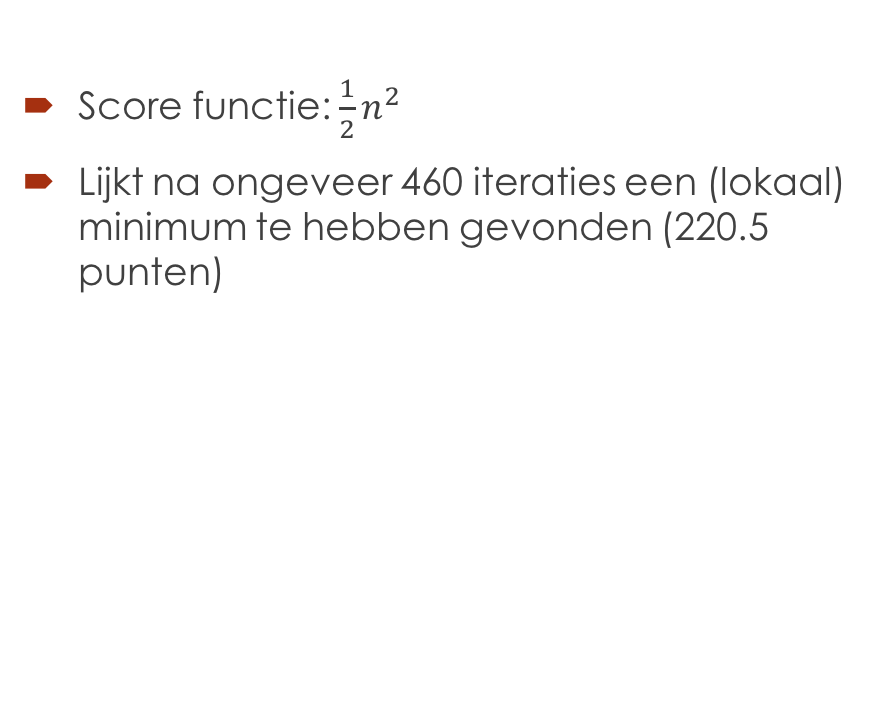 Score functie: ½n²
Lijkt na ongeveer 460 iteraties een (lokaal)
minimum te hebben gevonden (220.5
punten)